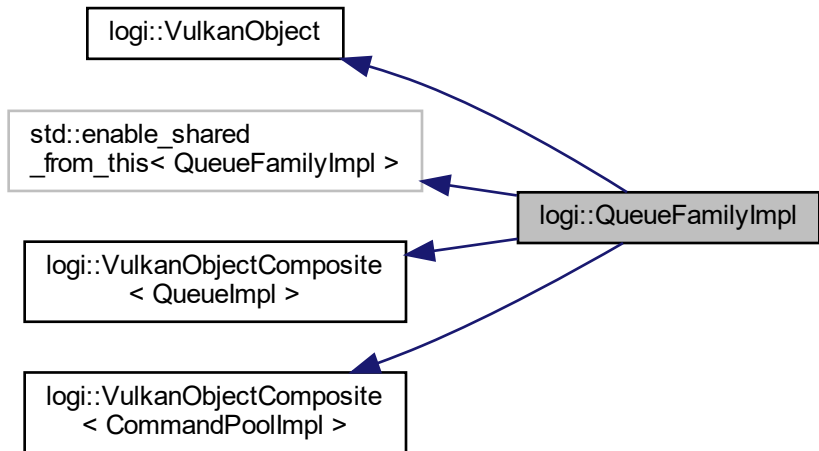 logi::VulkanObject
std::enable_shared
_from_this< QueueFamilyImpl >
logi::QueueFamilyImpl
logi::VulkanObjectComposite
< QueueImpl >
logi::VulkanObjectComposite
< CommandPoolImpl >